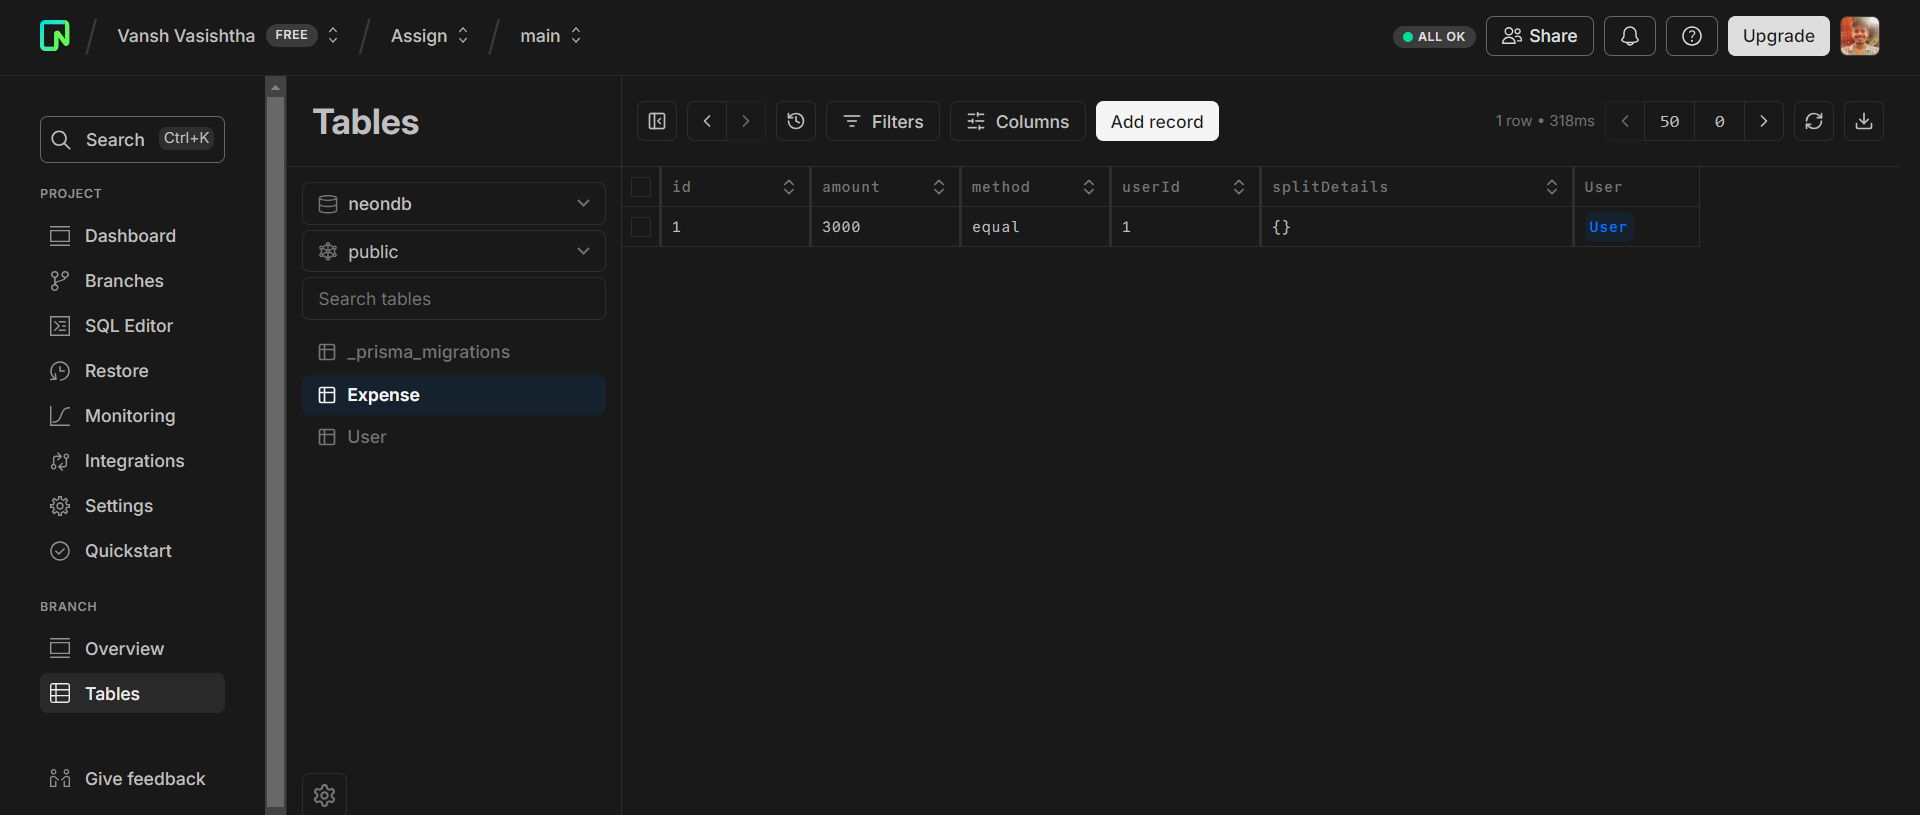 Vansh Vasishtha FREE Assign main ALL OK Share Upgrade
Search Ctrl+K
PROJECT
Dashboard
Branches
SQL Editor
Restore
Monitoring
Integrations
Settings
Quickstart
BRANCH
Overview
Tables
Give feedback
Tables
neondb
public
Search tables
_prisma_migrations
Expense
User
Filters Columns Add record 1 row • 318ms 50 0
id amount method userId splitDetails User
1 3000 equal 1 {} User